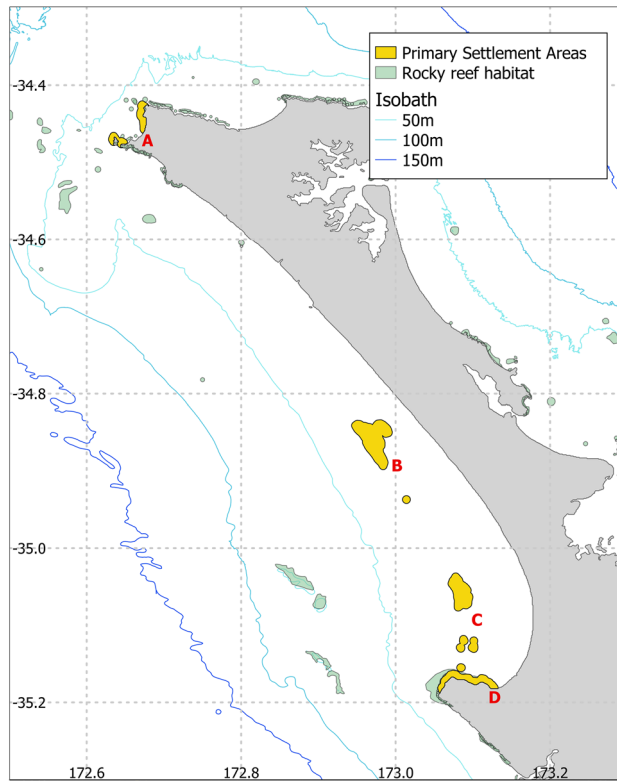 Primary Settlement Areas
Rocky reef habitat
Isobath
50m
100m
150m
-34.4
-34.6
-34.8
-35.0
-35.2
A
B
C
D
172.6 172.8 173.0 173.2